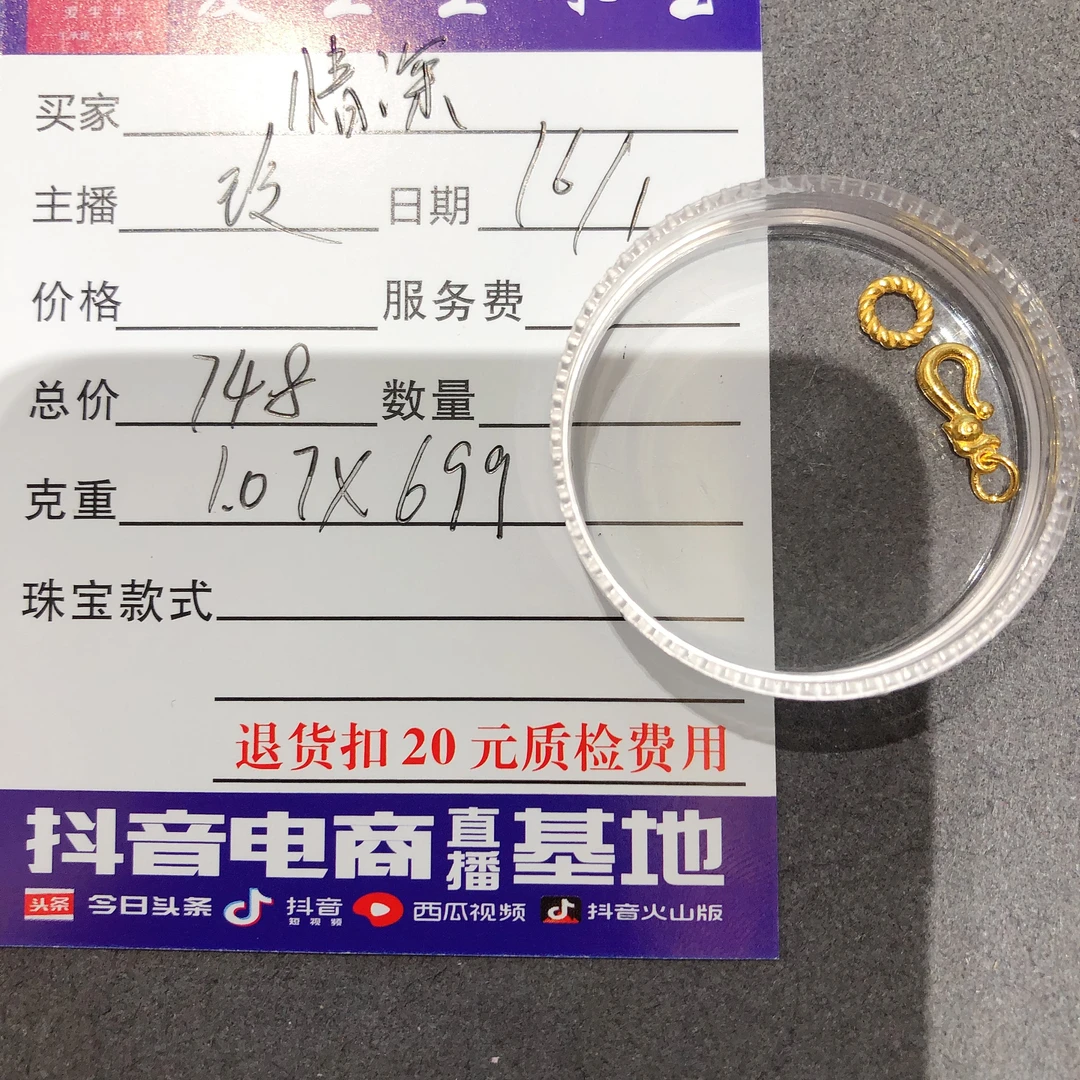 买家 情深
主播 玫 日期 16/1
价格 服务费
总价 748 数量
克重 1.07X699
珠宝款式
退货扣20元质检费用
抖音电商直播基地
头条 今日头条 抖音短视频 西瓜视频 抖音火山版